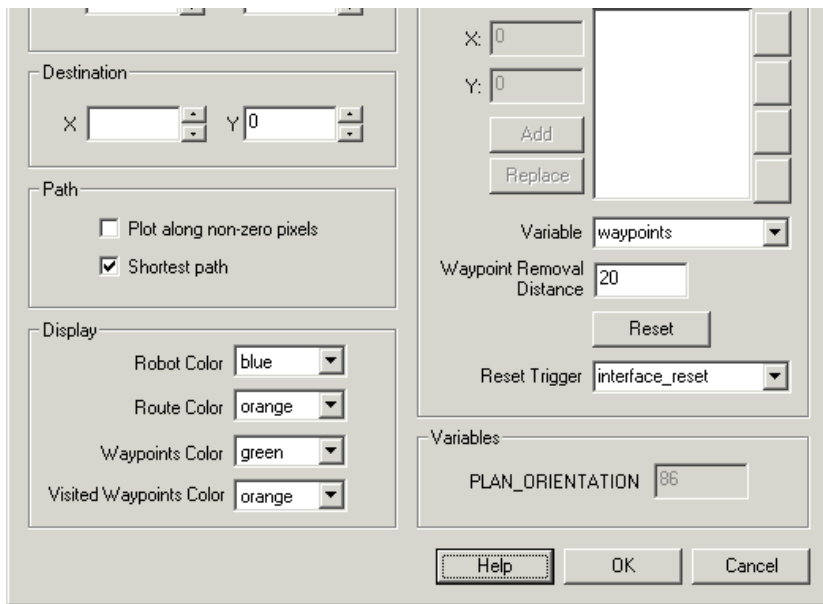 Destination
X Y 0
Path
Plot along non-zero pixels
Shortest path
Display
Robot Color blue
Route Color orange
Waypoints Color green
Visited Waypoints Color orange
X: 0
Y: 0
Add
Replace
Variable waypoints
Waypoint Removal
Distance 20
Reset
Reset Trigger interface_reset
Variables
PLAN_ORIENTATION 86
Help OK Cancel